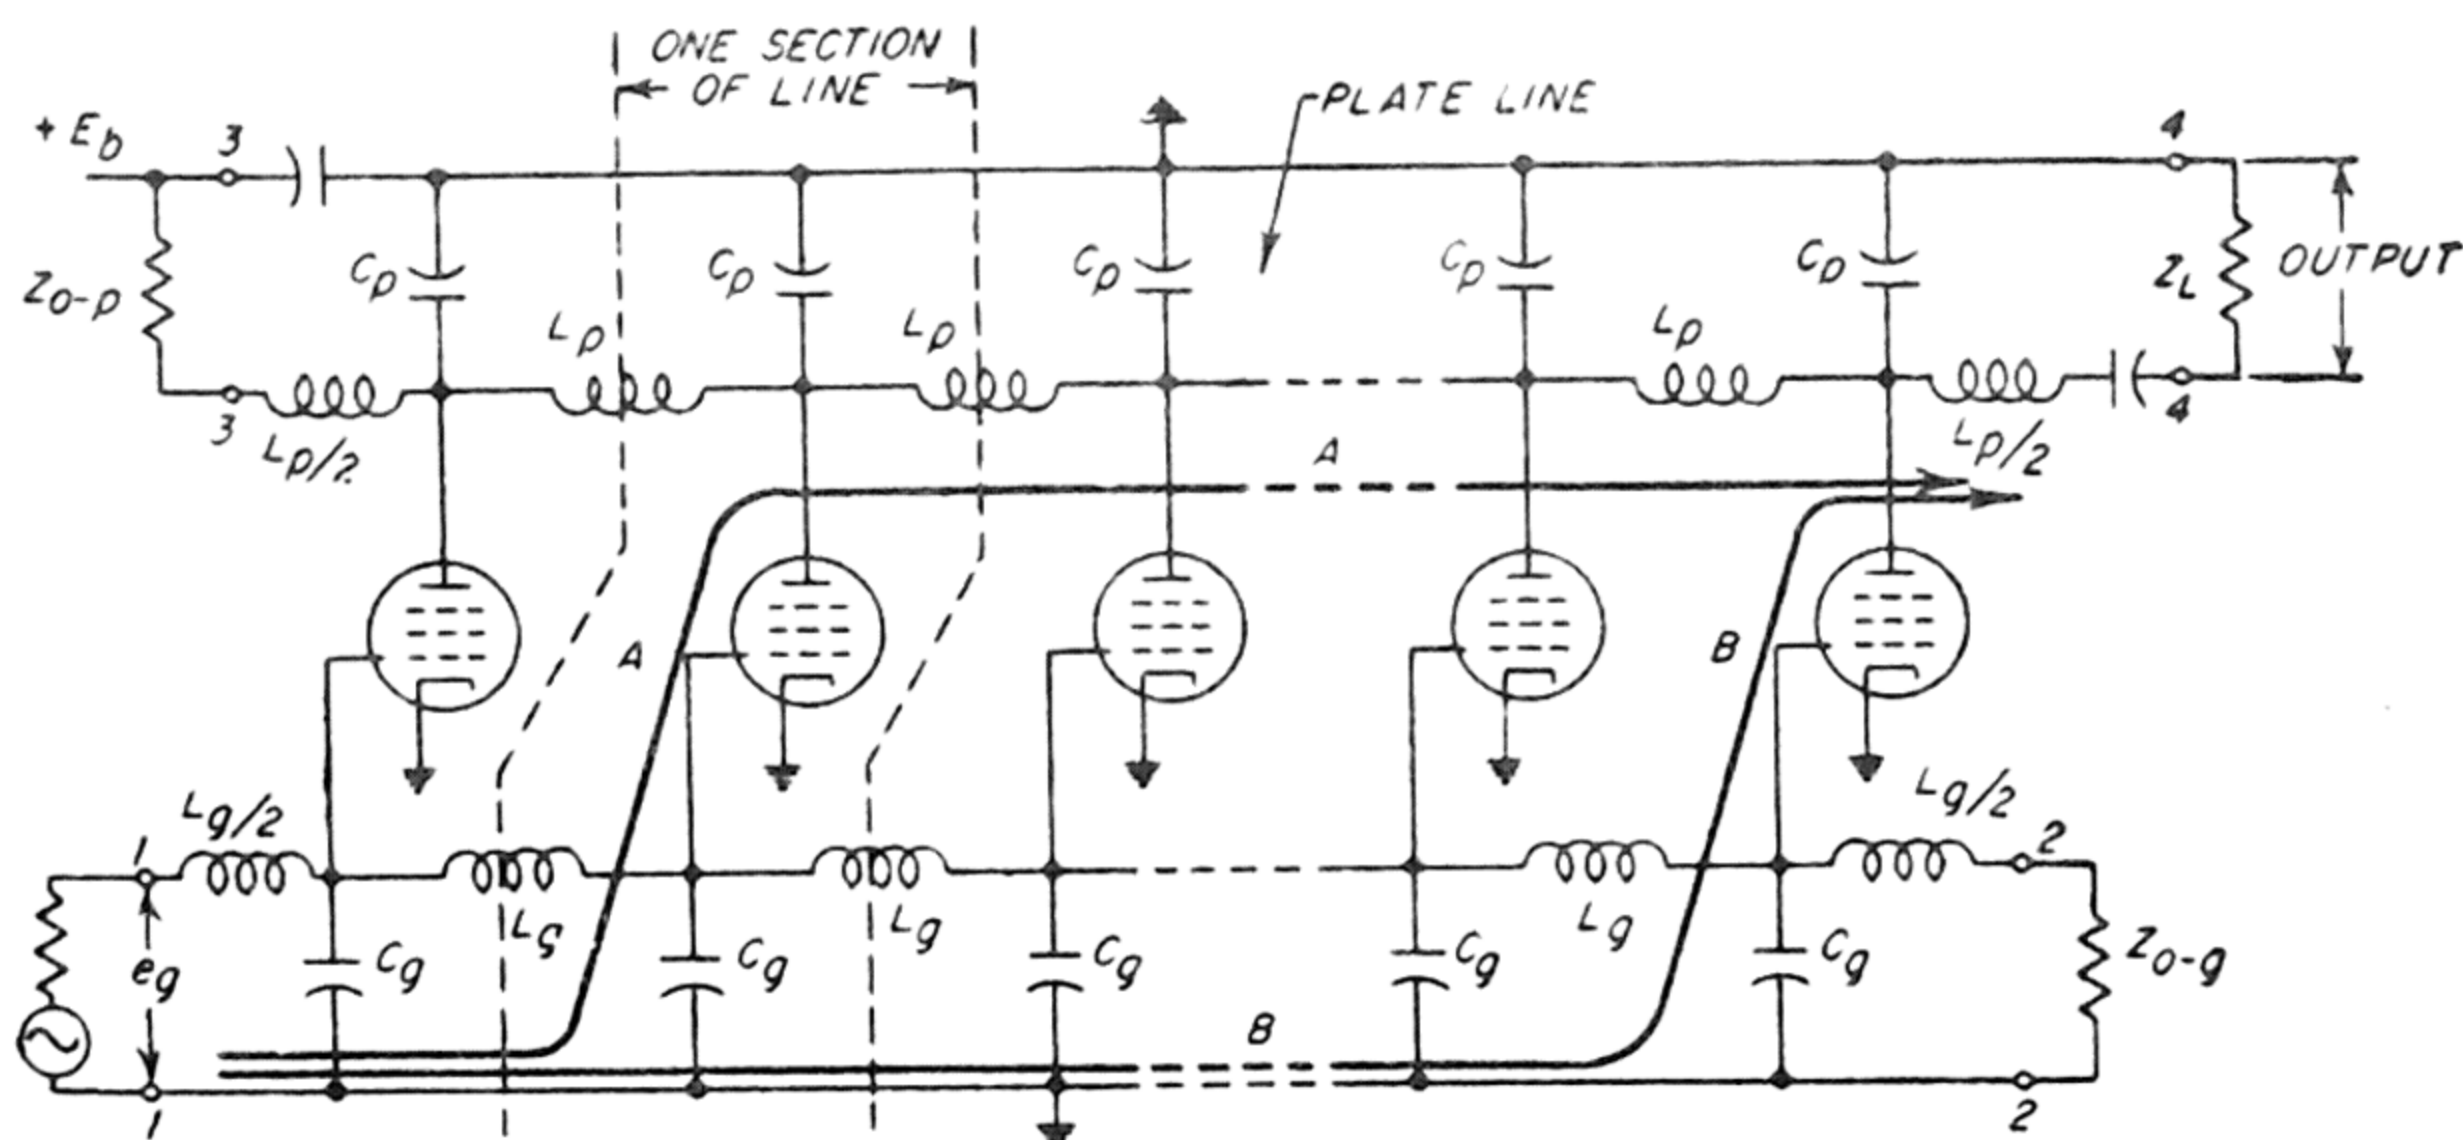 ONE SECTION
OF LINE
PLATE LINE
+ Eb
3
4
Cp
Cp
Cp
Cp
Cp
Zo-p
ZL
OUTPUT
Lp
Lp
Lp
3
Lp/2
4
Lp/2
A
A
B
Lg/2
Lg/2
1
2
Lg
Lg
Lg
eg
Cg
Cg
Cg
Cg
Cg
Zo-g
B
1
2